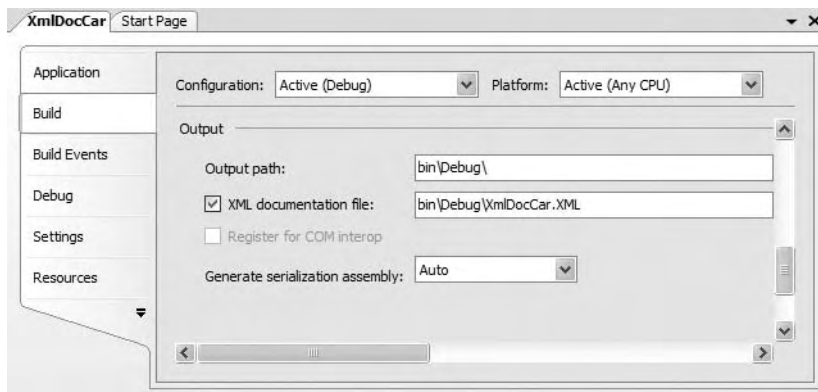 XmlDocCar Start Page
Application
Build
Build Events
Debug
Settings
Resources
Configuration: Active (Debug) Platform: Active (Any CPU)
Output
Output path: bin\Debug\
XML documentation file: bin\Debug\XmlDocCar.XML
Register for COM interop
Generate serialization assembly: Auto